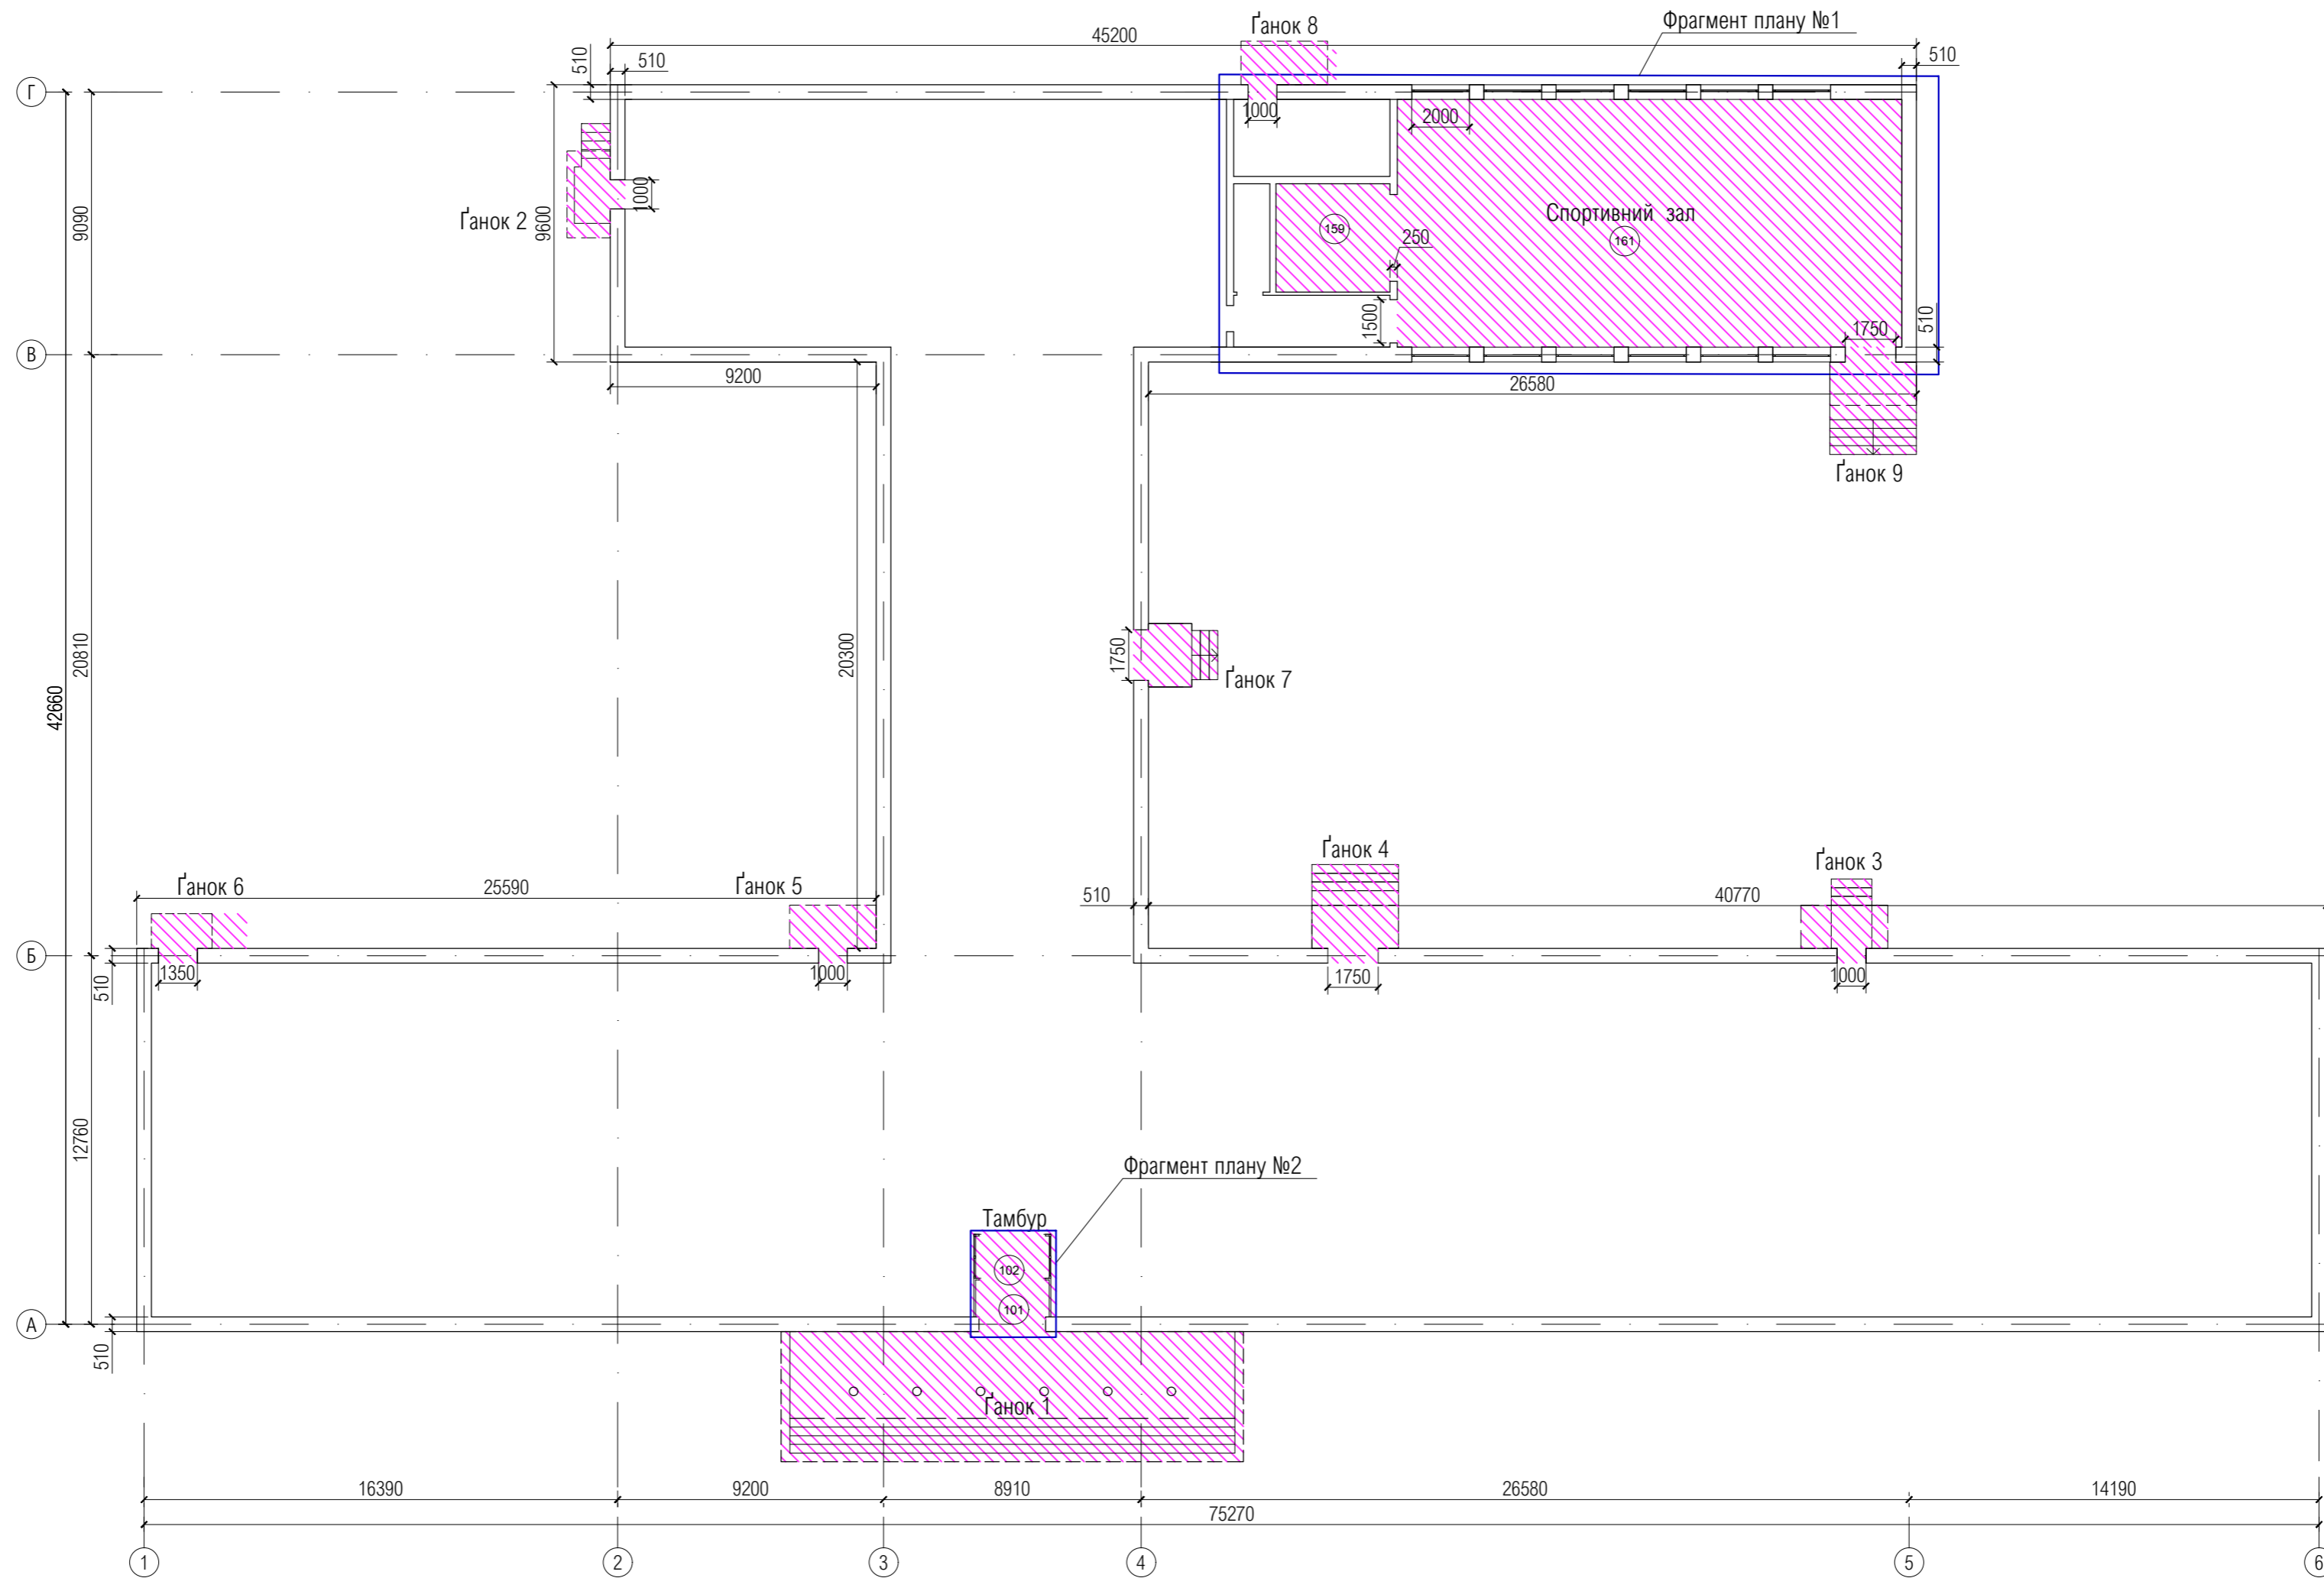 Ґанок 8
Фрагмент плану №1
45200
510
510
510
Г
1000
2000
9090
9600
1000
Ґанок 2
159
Спортивний зал
161
250
1500
1750
510
В
9200
26580
Ґанок 9
42660
20810
20300
1750
Ґанок 7
Ґанок 4
Ґанок 3
Ґанок 6
25590
Ґанок 5
510
40770
Б
510
1350
1000
1750
1000
12760
Фрагмент плану №2
Тамбур
102
101
А
510
Ґанок 1
16390
9200
8910
26580
14190
75270
1
2
3
4
5
6